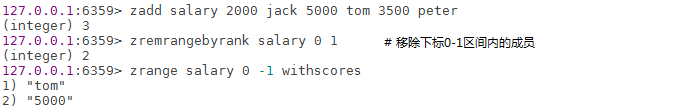 127.0.0.1:6359> zadd salary 2000 jack 5000 tom 3500 peter
(integer) 3
127.0.0.1:6359> zremrangebyrank salary 0 1 # 移除下标0-1区间内的成员
(integer) 2
127.0.0.1:6359> zrange salary 0 -1 withscores
1) "tom"
2) "5000"